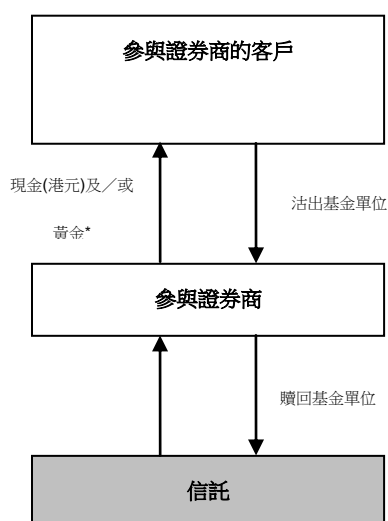 參與證券商的客戶
現金(港元)及／或
黃金*
沽出基金單位
參與證券商
贖回基金單位
信託